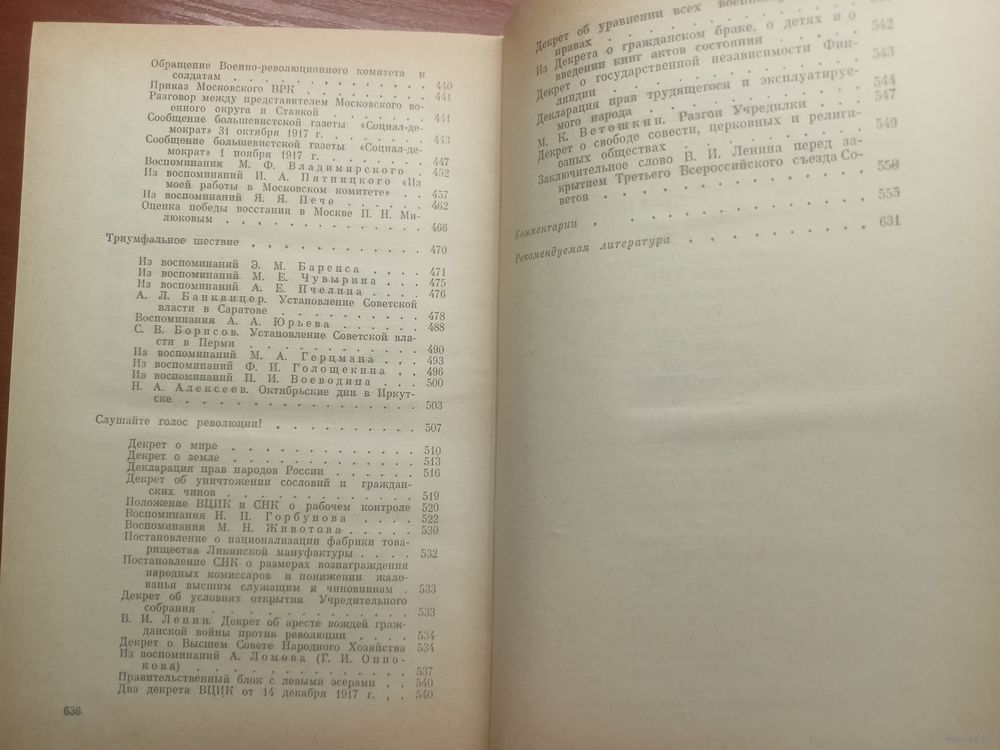 Обращение Военно-революционного комитета к
солдатам . . . . . . . . . . . . . . 440
Приказ Московского ВРК . . . . . . . . . 441
Разговор между представителем Московского во-
енного округа и Ставкой . . . . . . . 441
Сообщение большевистской газеты «Социал-де-
мократ» 31 октября 1917 г. . . . . . . . 443
Сообщение большевистской газеты «Социал-де-
мократ» 1 ноября 1917 г. . . . . . . . . 447
Воспоминания М. Ф. Владимирского . 452
Из воспоминаний И. А. Пятницкого «Из
моей работы в Московском комитете» . . 457
Из воспоминаний Я. Я. Пече . . . . . . 462
Оценка победы восстания в Москве П. Н. Ми-
люковым . . . . . . . . . . . . . . 466
Триумфальное шествие . . . . . . . . . . . 470
Из воспоминаний Э. М. Баренса . . . . 471
Из воспоминаний М. Е. Чувырина . . . 475
Из воспоминаний А. Е. Пчелина . . . . 476
А. Л. Банквицер. Установление Советской
власти в Саратове . . . . . . . . . . 478
Воспоминания А. А. Юрьева . . . . . . 488
С. В. Борисов. Установление Советской вла-
сти в Перми . . . . . . . . . . . . 490
Из воспоминаний М. А. Герцмана . . . 493
Из воспоминаний Ф. И. Голощекина . . . 496
Из воспоминаний П. И. Воеводина . . . 500
Н. А. Алексеев. Октябрьские дни в Иркут-
ске . . . . . . . . . . . . . . . . 503
Слушайте голос революции! . . . . . . . . . . 507
Декрет о мире . . . . . . . . . . . . . 510
Декрет о земле . . . . . . . . . . . . . 513
Декларация прав народов России . . . . . . 516
Декрет об уничтожении сословий и граждан-
ских чинов . . . . . . . . . . . . . 519
Положение ВЦИК и СНК о рабочем контроле 520
Воспоминания Н. П. Горбунова . . . . 522
Воспоминания М. Н. Животова . . . . . 530
Постановление о национализации фабрики това-
рищества Ликинской мануфактуры . . . . 532
Постановление СНК о размерах вознаграждения
народных комиссаров и понижении жало-
ванья высшим служащим и чиновникам . 533
Декрет об условиях открытия Учредительного
собрания . . . . . . . . . . . . . . 533
В. И. Ленин. Декрет об аресте вождей граж-
данской войны против революции . . . . 534
Декрет о Высшем Совете Народного Хозяйства 534
Из воспоминаний А. Ломова (Г. И. Оппо-
кова) . . . . . . . . . . . . . . . 537
Правительственный блок с левыми эсерами . . 540
Два декрета ВЦИК от 14 декабря 1917 г. . . 540
636
Декрет об уравнении всех
правах . . . . . . . . . . . . . .
Из Декрета о гражданском браке, о детях и о
введении книг актов состояния . . . . . . 542
Декрет о государственной независимости Фин-
ляндии . . . . . . . . . . . . . . 543
Декларация прав трудящегося и эксплуатируе-
мого народа . . . . . . . . . . . . 544
М. К. Ветошкин. Разгон Учредилки . . . 547
Декрет о свободе совести, церковных и религи-
озных обществах . . . . . . . . . . 549
Заключительное слово В. И. Ленина перед за-
крытием Третьего Всероссийского съезда Со-
ветов . . . . . . . . . . . . . . . 550
Комментарии . . . . . . . . . . . . . . . 555
Рекомендуемая литература . . . . . . . . . . 631